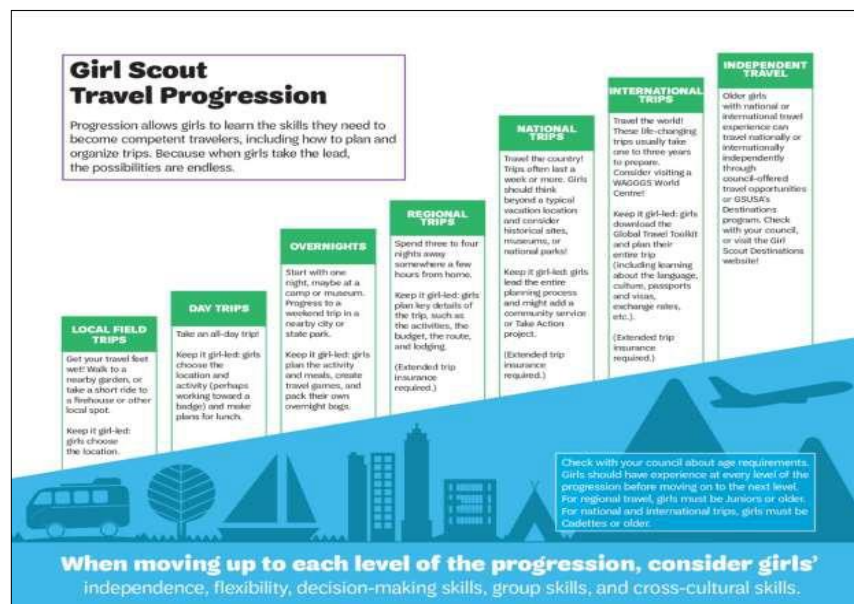 Girl Scout
Travel Progression
Progression allows girls to learn the skills they need to
become competent travelers, including how to plan and
organize trips. Because when girls take the lead,
the possibilities are endless.
LOCAL FIELD
TRIPS
Get your travel feet
wet! Walk to a
nearby garden, or
take a short ride to
a firehouse or other
local spot.
Keep it girl-led:
girls choose
the location.
DAY TRIPS
Take an all-day trip!
Keep it girl-led: girls
choose the
location and
activity (perhaps
working toward a
badge) and make
plans for lunch.
OVERNIGHTS
Start with one
night, maybe at a
camp or museum.
Progress to a
weekend trip in a
nearby city or
state park.
Keep it girl-led: girls
plan the activity
and meals, create
travel games, and
pack their own
overnight bags.
REGIONAL
TRIPS
Spend three to four
nights away
somewhere a few
hours from home.
Keep it girl-led: girls
plan key details of
the trip, such as
the activities, the
budget, the route,
and lodging.
(Extended trip
insurance
required.)
NATIONAL
TRIPS
Travel the country!
Trips often last a
week or more. Girls
should think
beyond a typical
vacation location
and consider
historical sites,
museums, or
national parks!
Keep it girl-led: girls
lead the entire
planning process
and might add a
community service
or Take Action
project.
(Extended trip
insurance
required.)
INTERNATIONAL
TRIPS
Travel the world!
These life-changing
trips usually take
one to three years
to prepare.
Consider visiting a
WAGGGS World
Centre!
Keep it girl-led: girls
download the
Global Travel Toolkit
and plan their
entire trip
(including learning
about the language,
culture, passports
and visas,
exchange rates,
etc.).
(Extended trip
insurance
required.)
INDEPENDENT
TRAVEL
Older girls
with national or
international travel
experience can
travel nationally or
internationally
independently
through
council-offered
travel opportunities
or GSUSA's
Destinations
program. Check
with your council,
or visit the Girl
Scout Destinations
website!
Check with your council about age requirements.
Girls should have experience at every level of the
progression before moving on to the next level.
For regional travel, girls must be Juniors or older.
For national and international trips, girls must be
Cadettes or older.
When moving up to each level of the progression, consider girls'
independence, flexibility, decision-making skills, group skills, and cross-cultural skills.